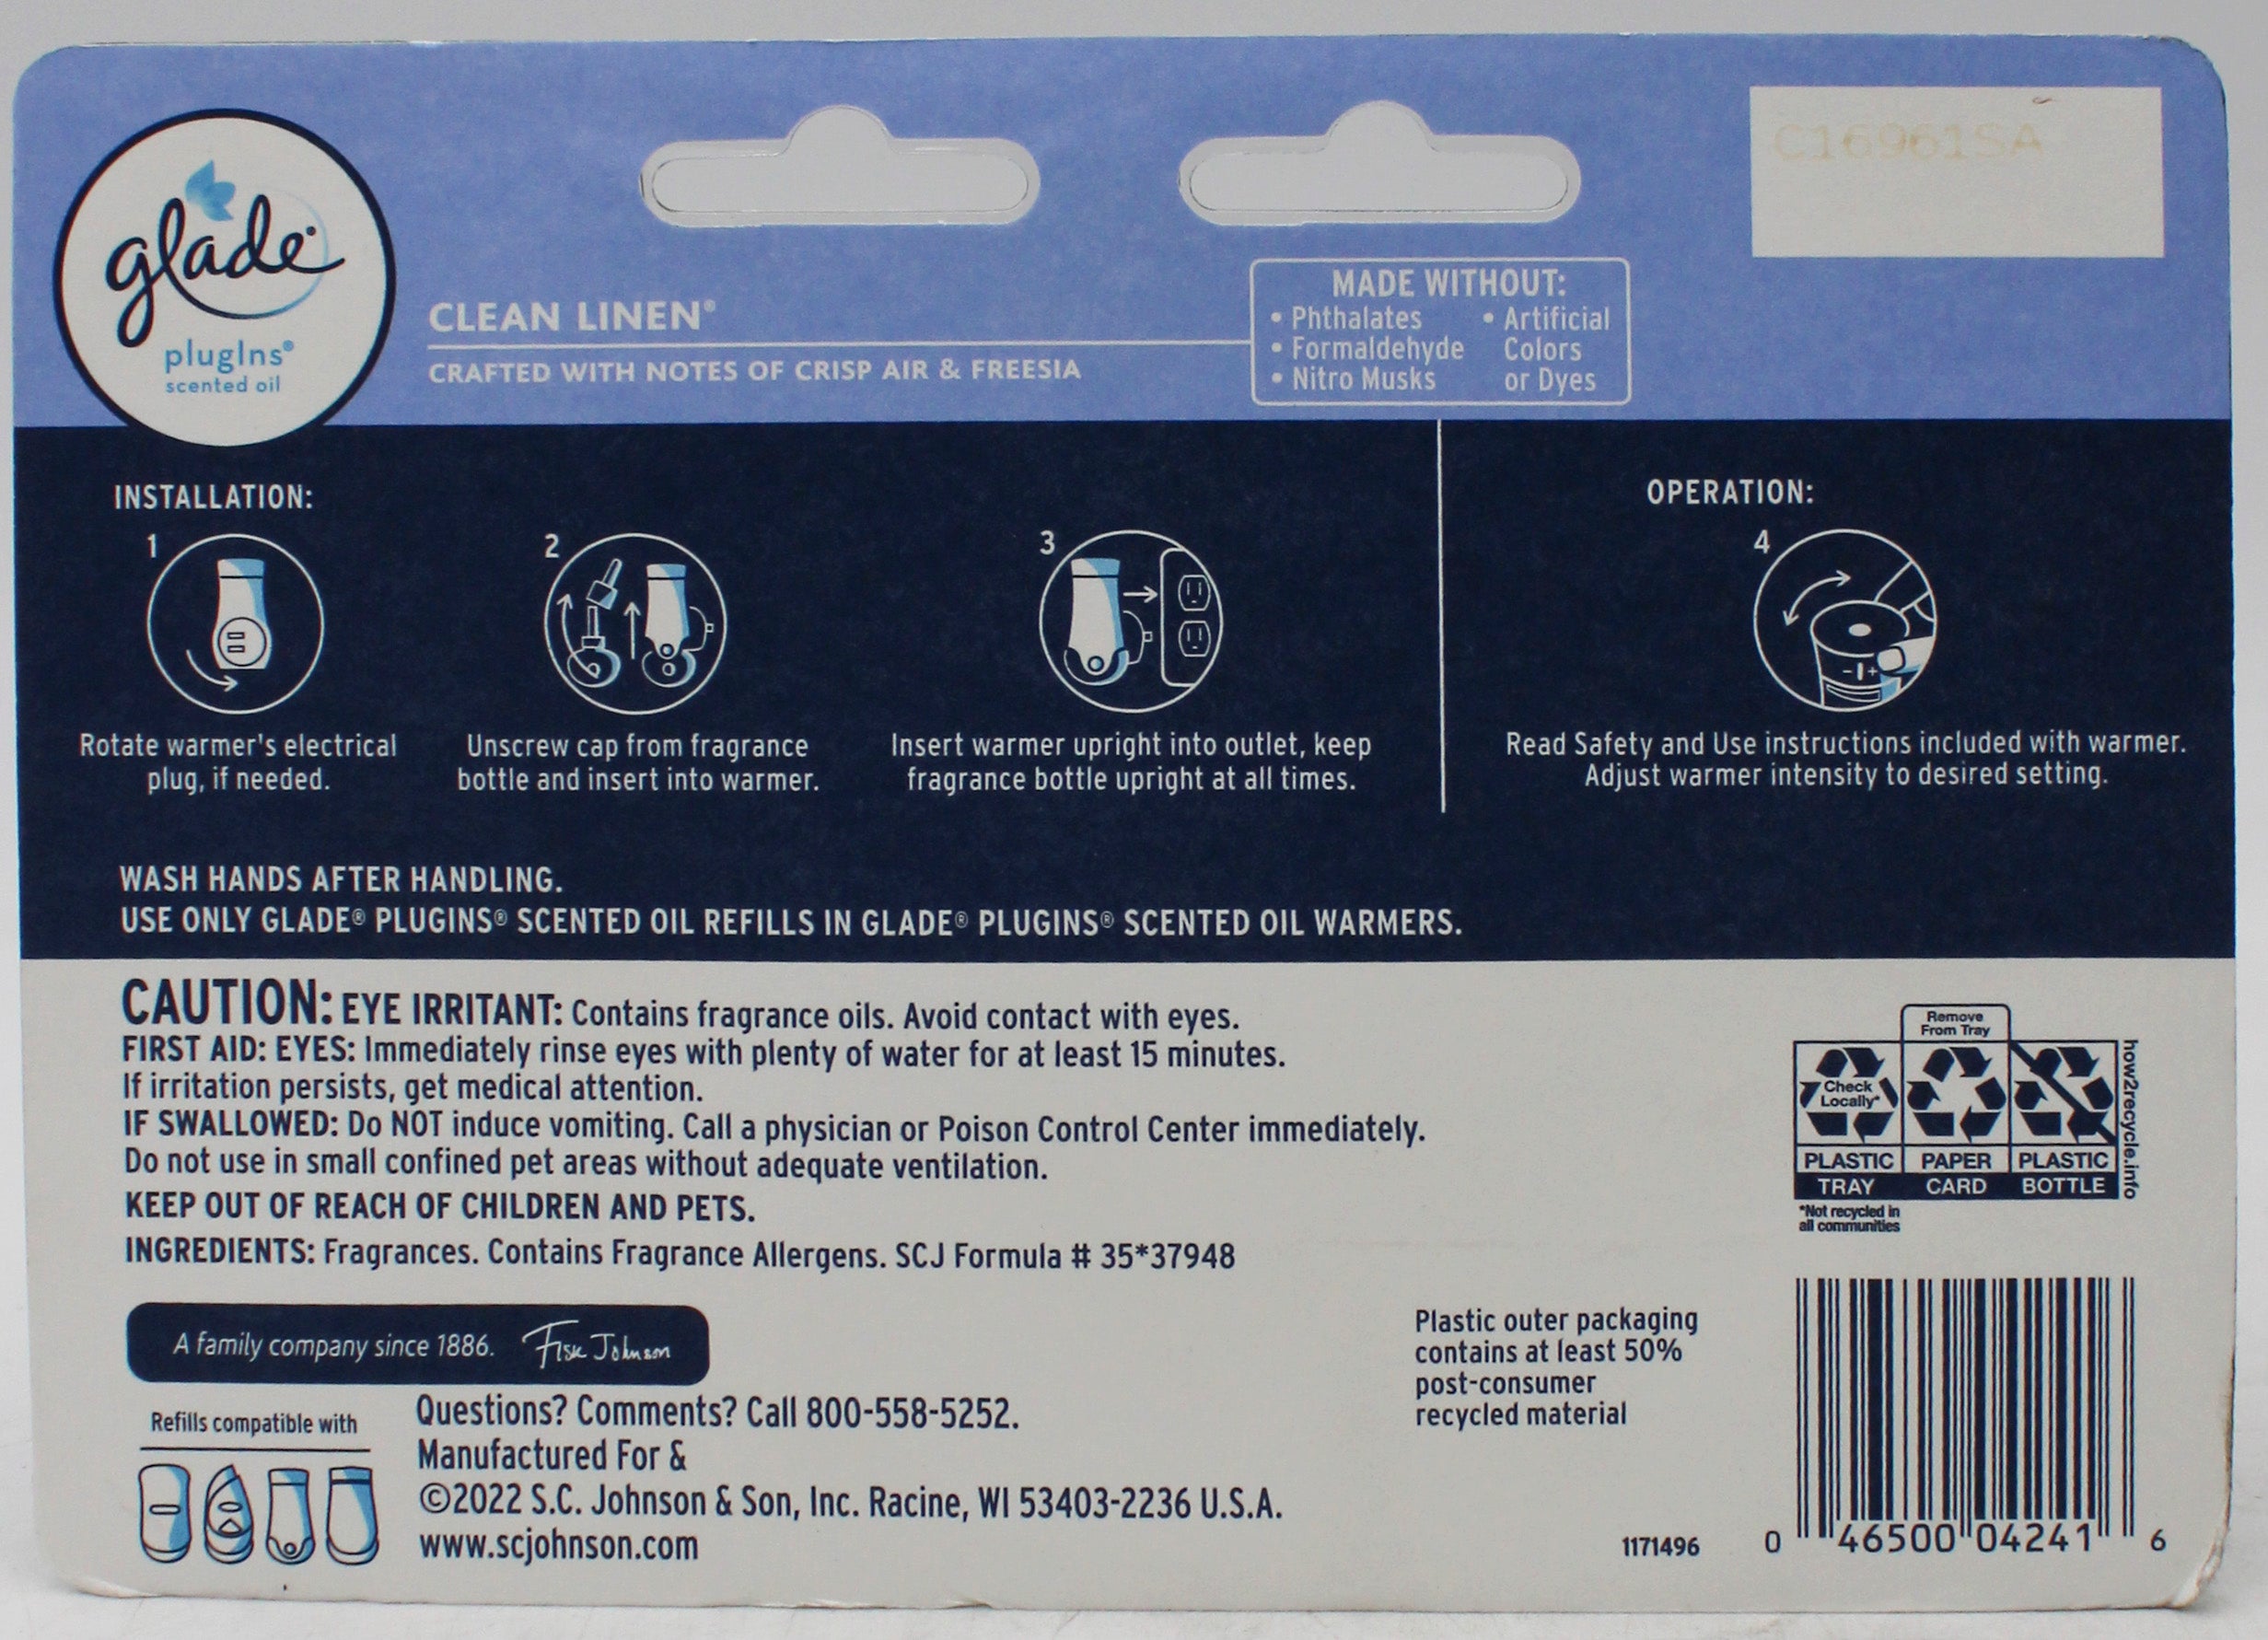 glade
plugIns®
scented oil
C16961SA
CLEAN LINEN®
CRAFTED WITH NOTES OF CRISP AIR & FREESIA
MADE WITHOUT:
• Phthalates
• Formaldehyde
• Nitro Musks
• Artificial
Colors
or Dyes
INSTALLATION:
1
Rotate warmer's electrical
plug, if needed.
2
Unscrew cap from fragrance
bottle and insert into warmer.
3
Insert warmer upright into outlet, keep
fragrance bottle upright at all times.
OPERATION:
4
- +
Read Safety and Use instructions included with warmer.
Adjust warmer intensity to desired setting.
WASH HANDS AFTER HANDLING.
USE ONLY GLADE® PLUGINS® SCENTED OIL REFILLS IN GLADE® PLUGINS® SCENTED OIL WARMERS.
CAUTION: EYE IRRITANT: Contains fragrance oils. Avoid contact with eyes.
FIRST AID: EYES: Immediately rinse eyes with plenty of water for at least 15 minutes.
If irritation persists, get medical attention.
IF SWALLOWED: Do NOT induce vomiting. Call a physician or Poison Control Center immediately.
Do not use in small confined pet areas without adequate ventilation.
KEEP OUT OF REACH OF CHILDREN AND PETS.
INGREDIENTS: Fragrances. Contains Fragrance Allergens. SCJ Formula # 35*37948
Remove
From Tray
Check
Locally*
PLASTIC
TRAY
PAPER
CARD
PLASTIC
BOTTLE
how2recycle.info
*Not recycled in
all communities
A family company since 1886. Fisk Johnson
Refills compatible with
Questions? Comments? Call 800-558-5252.
Manufactured For &
©2022 S.C. Johnson & Son, Inc. Racine, WI 53403-2236 U.S.A.
www.scjohnson.com
Plastic outer packaging
contains at least 50%
post-consumer
recycled material
1171496
0 46500 04241 6